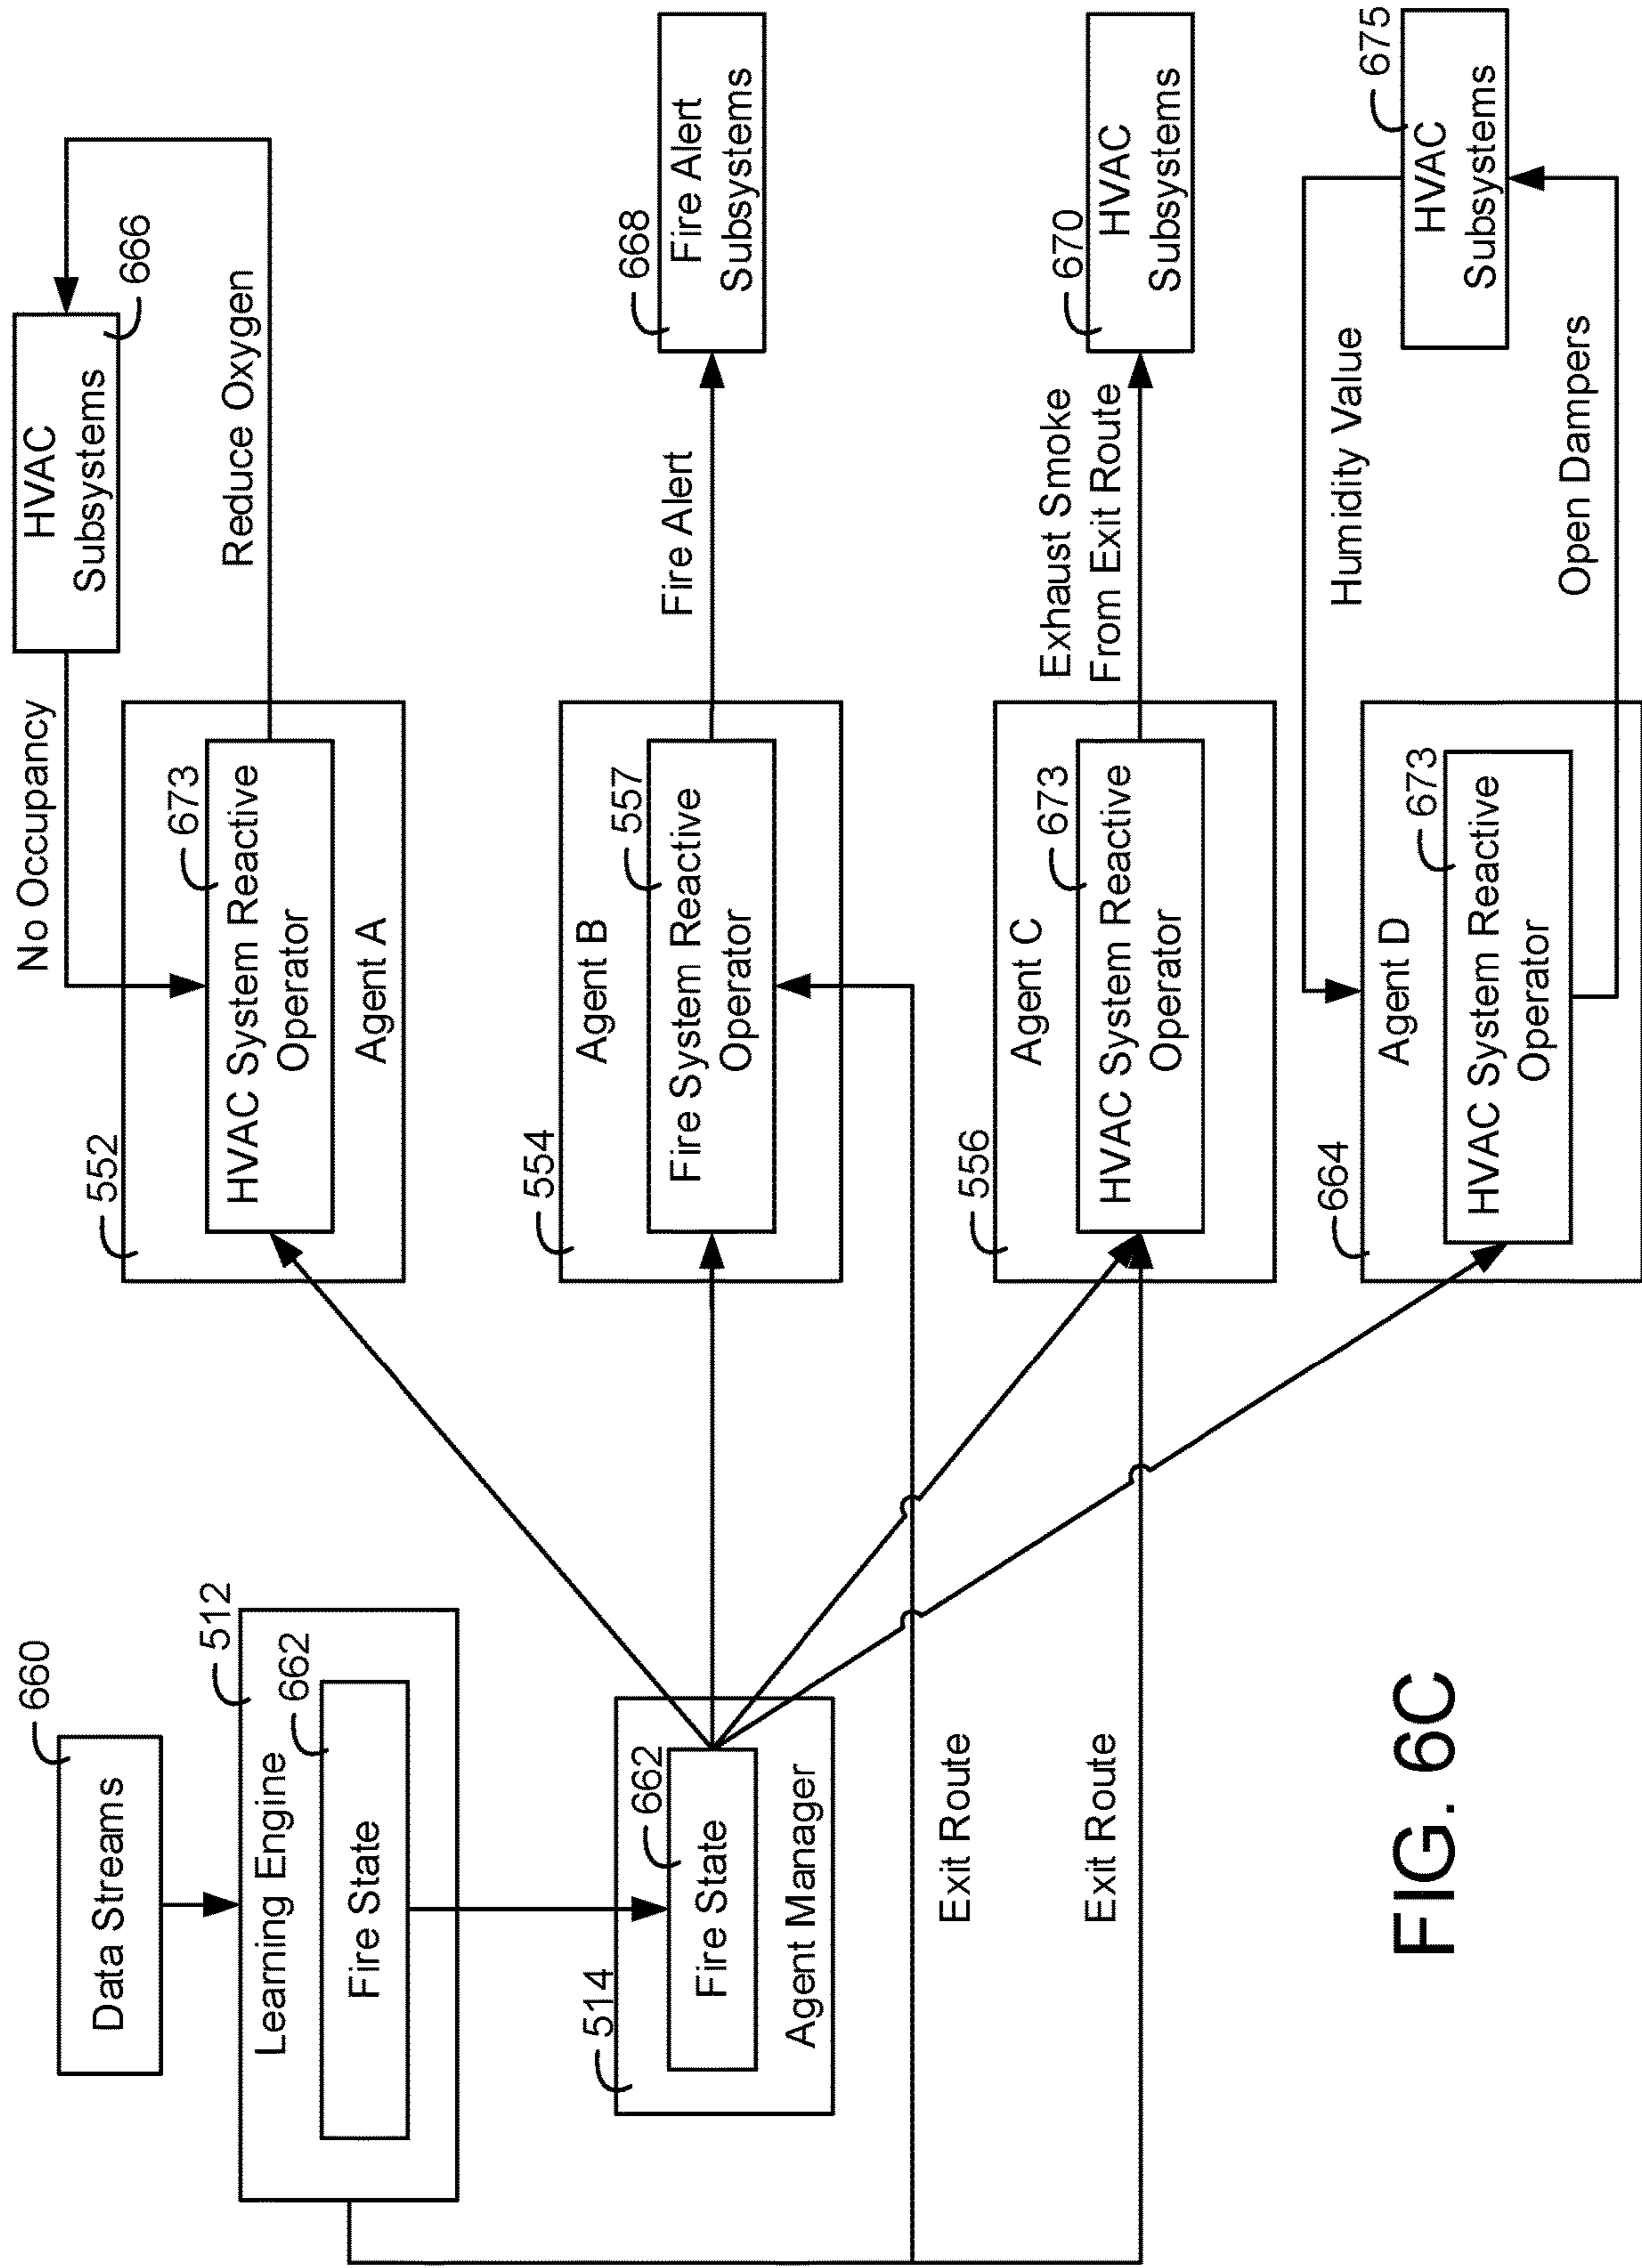 660
Data Streams
512
Learning Engine
662
Fire State
514
662
Fire State
Agent Manager
Exit Route
Exit Route
552
673
HVAC System Reactive
Operator
Agent A
No Occupancy
HVAC
Subsystems
666
Reduce Oxygen
554
Agent B
557
Fire System Reactive
Operator
Fire Alert
668
Fire Alert
Subsystems
556
Agent C
673
HVAC System Reactive
Operator
Exhaust Smoke
From Exit Route
670
HVAC
Subsystems
664
Agent D
673
HVAC System Reactive
Operator
Humidity Value
Open Dampers
675
HVAC
Subsystems
FIG. 6C